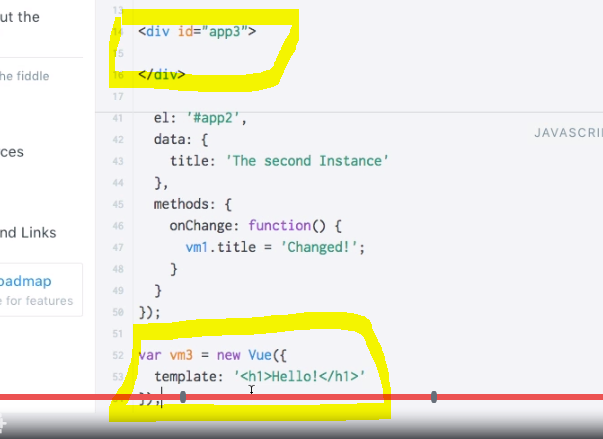 ut the
he fiddle
ces
nd Links
oadmap
e for features
13
14 <div id="app3">
15
16 </div>
17
JAVASCRI
41 el: '#app2',
42 data: {
43 title: 'The second Instance'
44 },
45 methods: {
46 onChange: function() {
47 vm1.title = 'Changed!';
48 }
49 }
50 });
51
52 var vm3 = new Vue({
53 template: '<h1>Hello!</h1>'
});